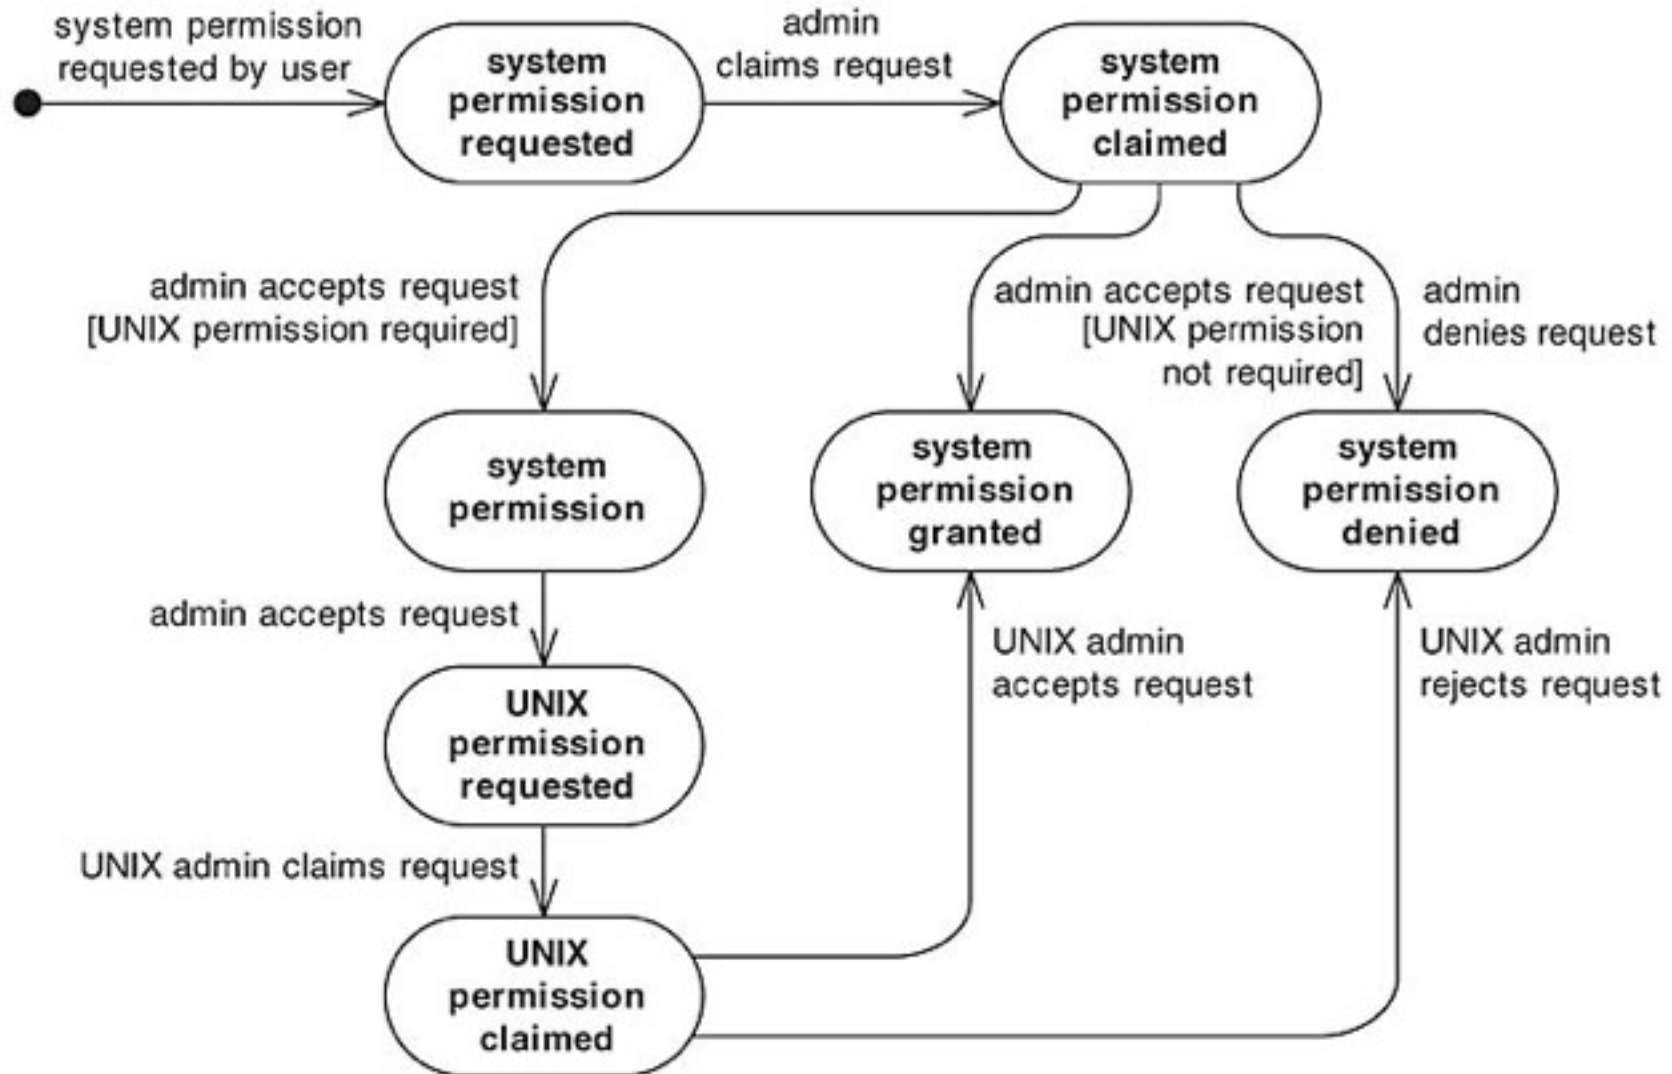 system permission
requested by user
system
permission
requested
admin
claims request
system
permission
claimed
admin accepts request
[UNIX permission required]
admin accepts request
[UNIX permission
not required]
admin
denies request
system
permission
system
permission
granted
system
permission
denied
admin accepts request
UNIX admin
accepts request
UNIX admin
rejects request
UNIX
permission
requested
UNIX admin claims request
UNIX
permission
claimed